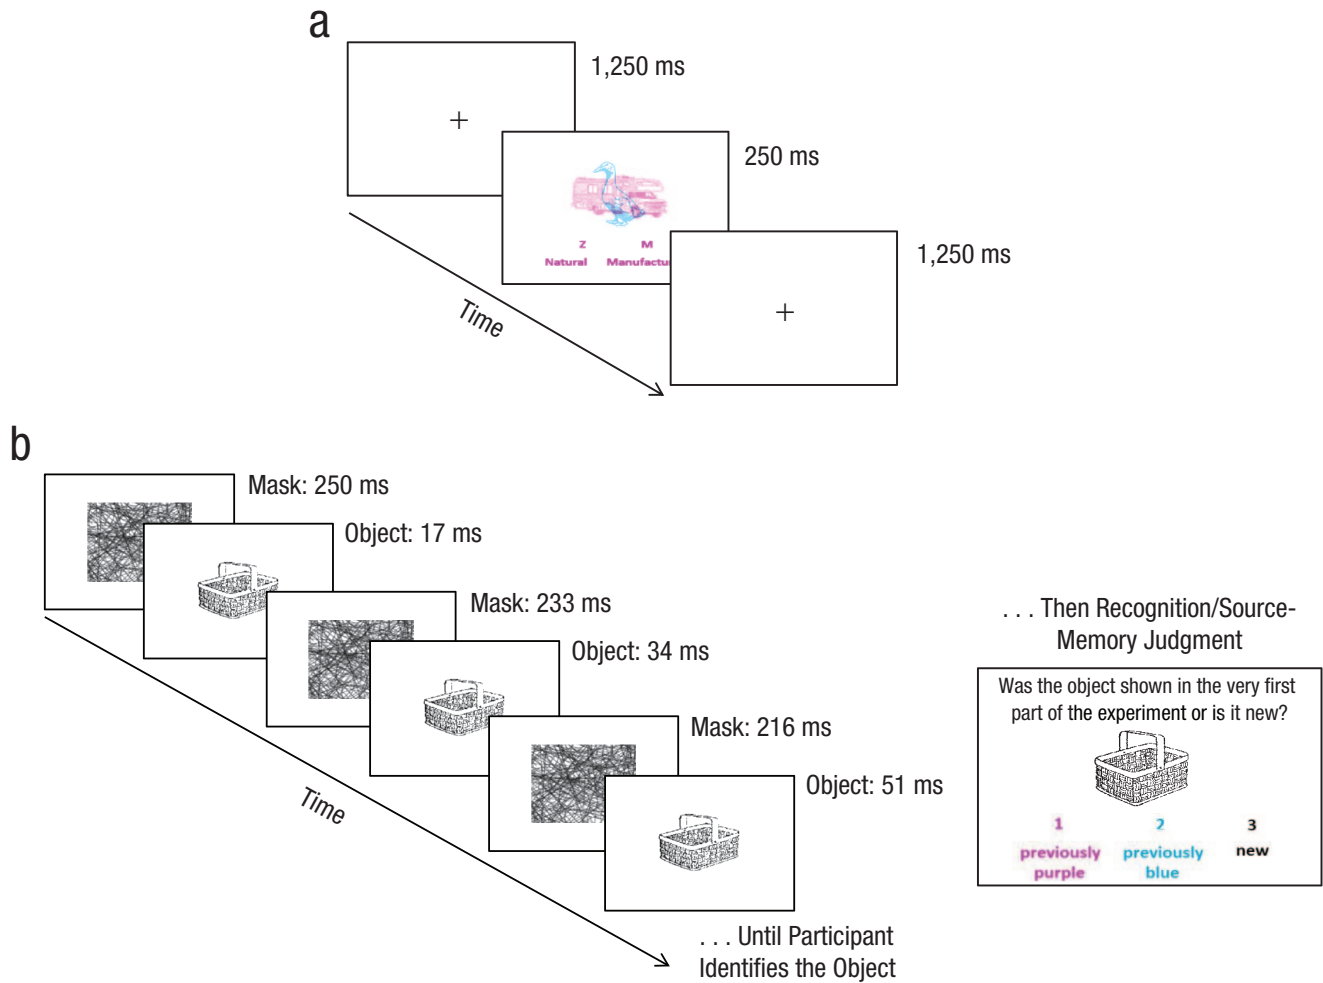 a
1,250 ms
250 ms
Z M
Natural Manufactu
1,250 ms
Time
b
Mask: 250 ms
Object: 17 ms
Mask: 233 ms
Object: 34 ms
Mask: 216 ms
Object: 51 ms
Time
. . . Until Participant
Identifies the Object
. . . Then Recognition/Source-
Memory Judgment
Was the object shown in the very first
part of the experiment or is it new?
1 2 3
previously previously new
purple blue